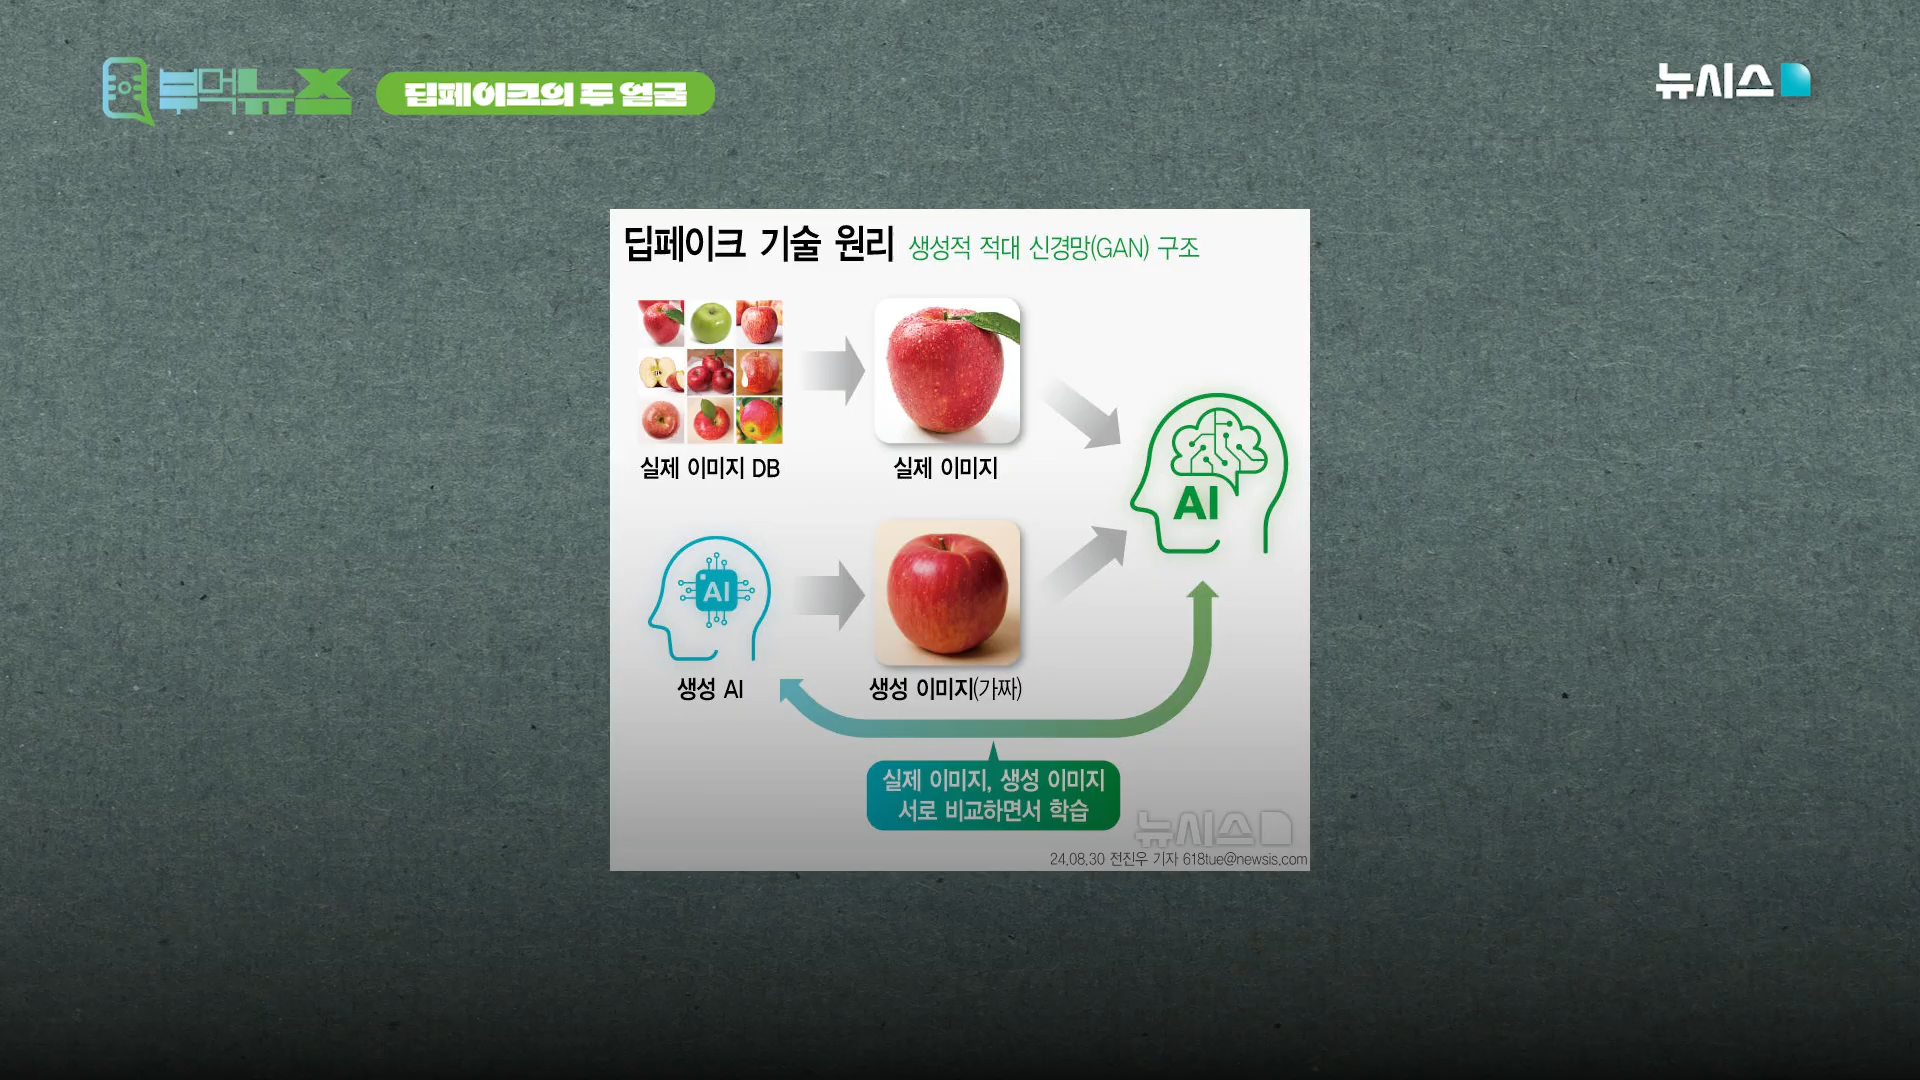 부먹뉴스 딥페이크의 두 얼굴
뉴시스
딥페이크 기술 원리 생성적 적대 신경망(GAN) 구조
실제 이미지 DB
실제 이미지
AI
AI
생성 AI
생성 이미지(가짜)
실제 이미지, 생성 이미지
서로 비교하면서 학습
뉴시스
24.08.30 전진우 기자 618tue@newsis.com